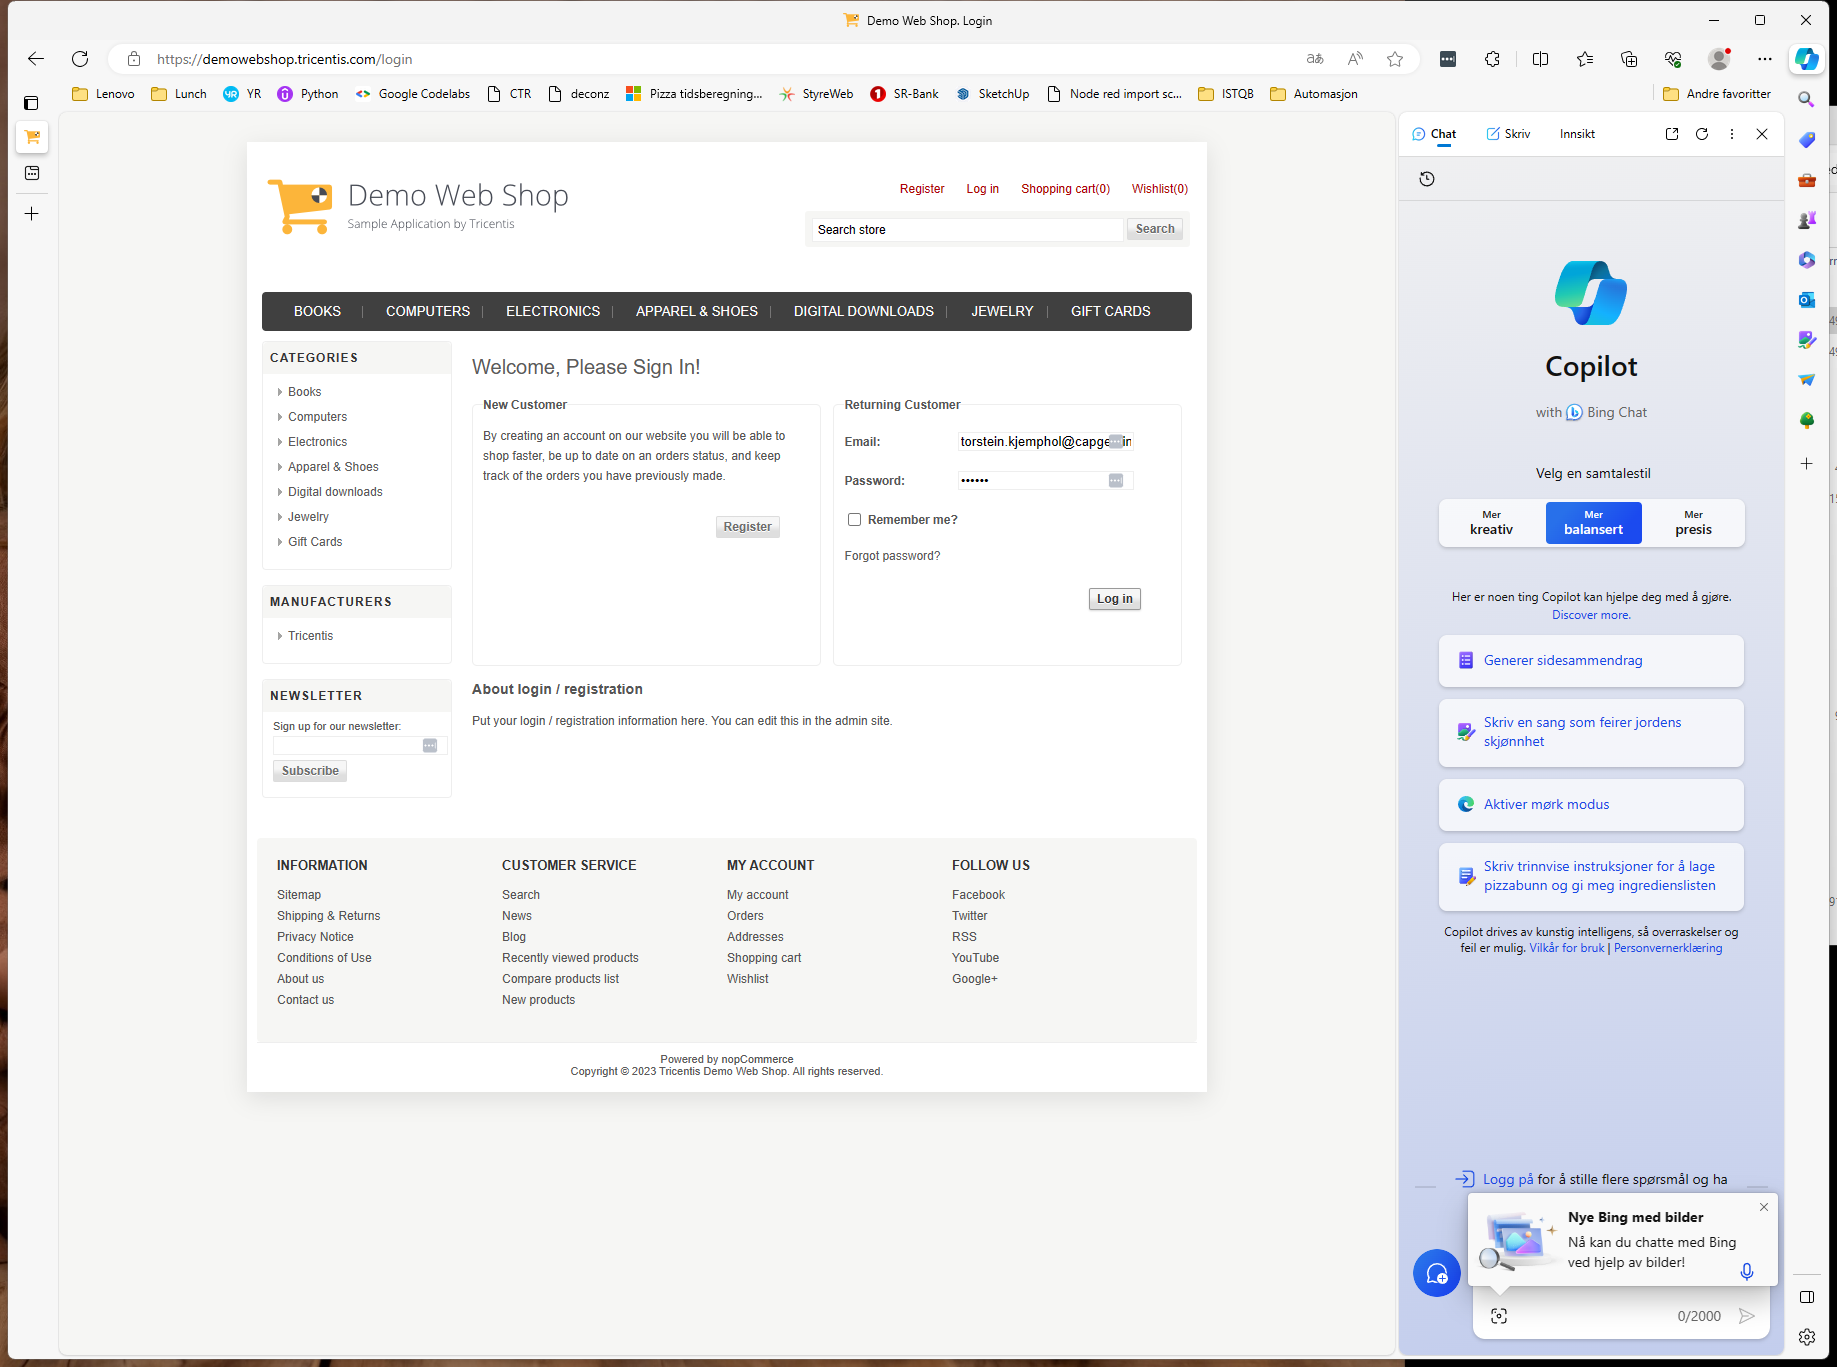 Demo Web Shop. Login
https://demowebshop.tricentis.com/login
Lenovo Lunch YR Python Google Codelabs CTR deconz Pizza tidsberegning... StyreWeb SR-Bank SketchUp Node red import sc... ISTQB Automasjon Andre favoritter
Demo Web Shop
Sample Application by Tricentis
Register Log in Shopping cart(0) Wishlist(0)
Search store Search
BOOKS COMPUTERS ELECTRONICS APPAREL & SHOES DIGITAL DOWNLOADS JEWELRY GIFT CARDS
CATEGORIES
Books
Computers
Electronics
Apparel & Shoes
Digital downloads
Jewelry
Gift Cards
MANUFACTURERS
Tricentis
NEWSLETTER
Sign up for our newsletter:
Subscribe
Welcome, Please Sign In!
New Customer
By creating an account on our website you will be able to
shop faster, be up to date on an orders status, and keep
track of the orders you have previously made.
Register
Returning Customer
Email: torstein.kjemphol@capge
Password: ••••••
Remember me?
Forgot password?
Log in
About login / registration
Put your login / registration information here. You can edit this in the admin site.
INFORMATION
Sitemap
Shipping & Returns
Privacy Notice
Conditions of Use
About us
Contact us
CUSTOMER SERVICE
Search
News
Blog
Recently viewed products
Compare products list
New products
MY ACCOUNT
My account
Orders
Addresses
Shopping cart
Wishlist
FOLLOW US
Facebook
Twitter
RSS
YouTube
Google+
Powered by nopCommerce
Copyright © 2023 Tricentis Demo Web Shop. All rights reserved.
Chat Skriv Innsikt
Copilot
with Bing Chat
Velg en samtalestil
Mer kreativ
Mer balansert
Mer presis
Her er noen ting Copilot kan hjelpe deg med å gjøre.
Discover more.
Generer sidesammendrag
Skriv en sang som feirer jordens
skjønnhet
Aktiver mørk modus
Skriv trinnvise instruksjoner for å lage
pizzabunn og gi meg ingredienslisten
Copilot drives av kunstig intelligens, så overraskelser og
feil er mulig. Vilkår for bruk | Personvernerklæring
Logg på for å stille flere spørsmål og ha
Nye Bing med bilder
Nå kan du chatte med Bing
ved hjelp av bilder!
0/2000